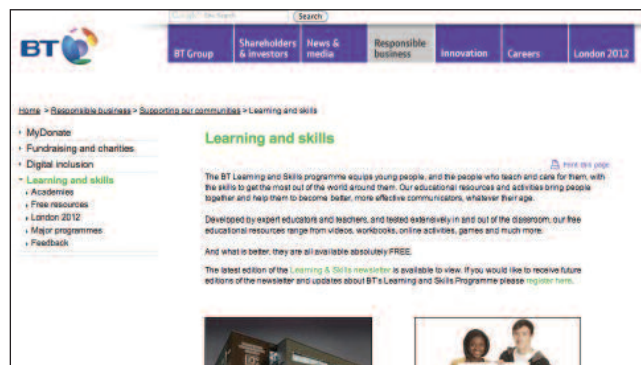 Search
BT
BT Group
Shareholders & investors
News & media
Responsible business
Innovation
Careers
London 2012
Home > Responsible business > Supporting our communities > Learning and skills
MyDonate
Fundraising and charities
Digital inclusion
Learning and skills
Academies
Free resources
London 2012
Major programmes
Feedback
Learning and skills
Print this page
The BT Learning and Skills programme equips young people, and the people who teach and care for them, with
the skills to get the most out of the world around them. Our educational resources and activities bring people
together and help them to become better, more effective communicators, whatever their age.
Developed by expert educators and teachers, and tested extensively in and out of the classroom, our free
educational resources range from videos, workbooks, online activities, games and much more.
And what is better, they are all available absolutely FREE.
The latest edition of the Learning & Skills newsletter is available to view. If you would like to receive future
editions of the newsletter and updates about BT's Learning and Skills Programme please register here.